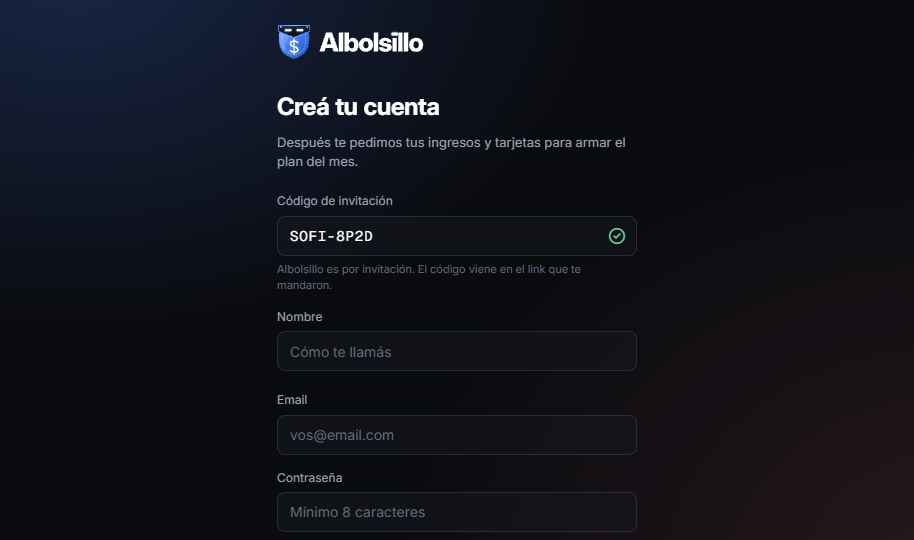 $
Albolsillo
Creá tu cuenta
Después te pedimos tus ingresos y tarjetas para armar el
plan del mes.
Código de invitación
SOFI-8P2D
Albolsillo es por invitación. El código viene en el link que te
mandaron.
Nombre
Cómo te llamás
Email
vos@email.com
Contraseña
Mínimo 8 caracteres